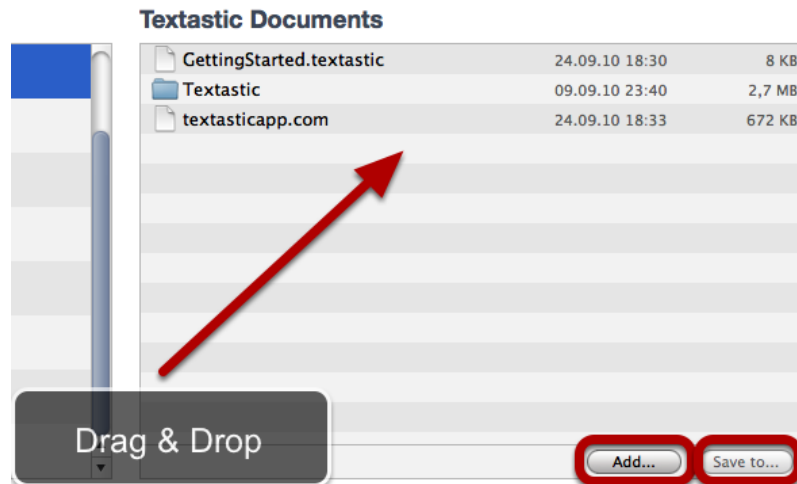 Textastic Documents
GettingStarted.textastic 24.09.10 18:30 8 KB
Textastic 09.09.10 23:40 2,7 MB
textasticapp.com 24.09.10 18:33 672 KB
Drag & Drop
Add... Save to...